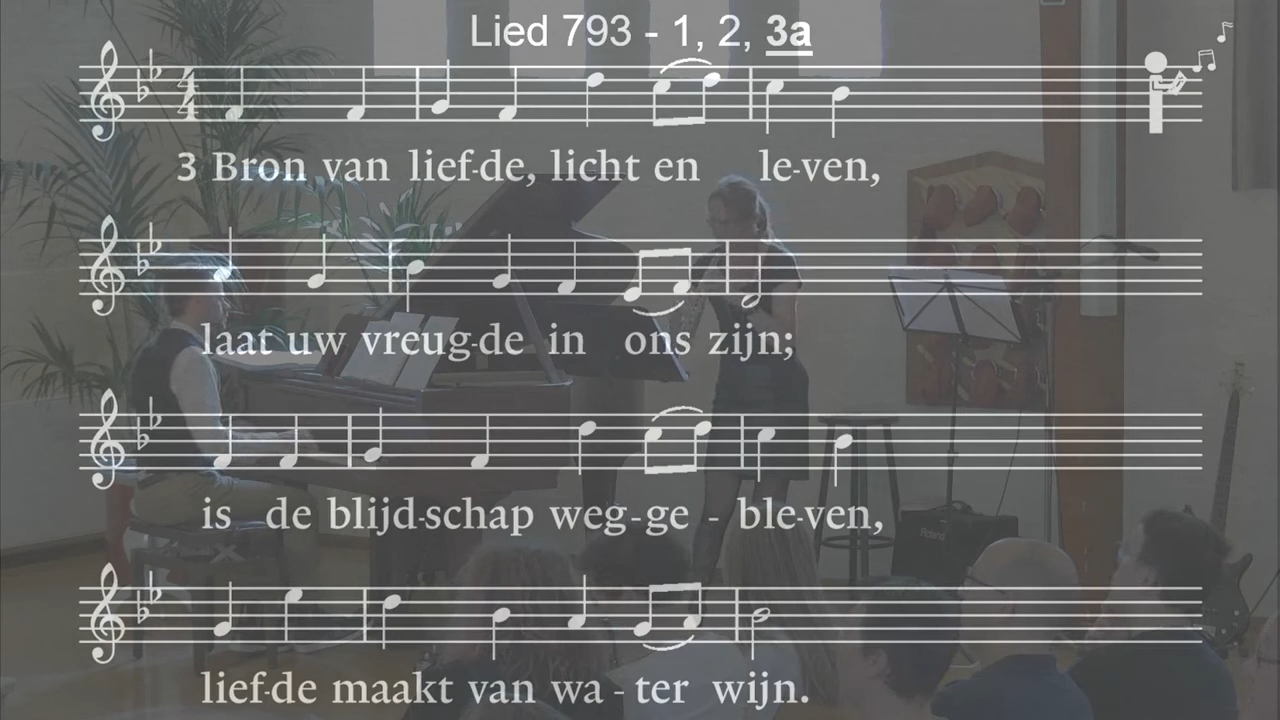 Lied 793 - 1, 2, 3a
3 Bron van lief-de, licht en le-ven,
laat uw vreug-de in ons zijn;
is de blijd-schap weg-ge - ble-ven,
lief-de maakt van wa - ter wijn.
Roland